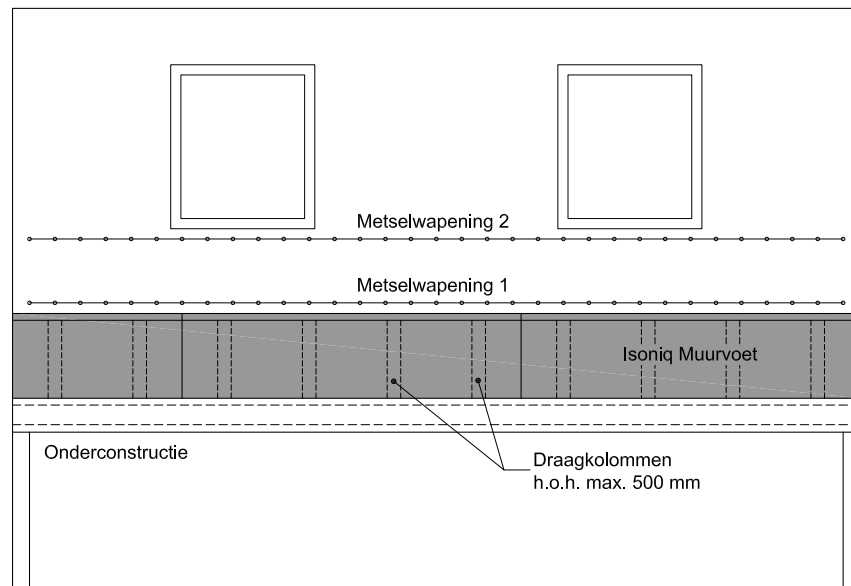 Metselwapening 2
Metselwapening 1
Isoniq Muurvoet
Onderconstructie
Draagkolommen
h.o.h. max. 500 mm